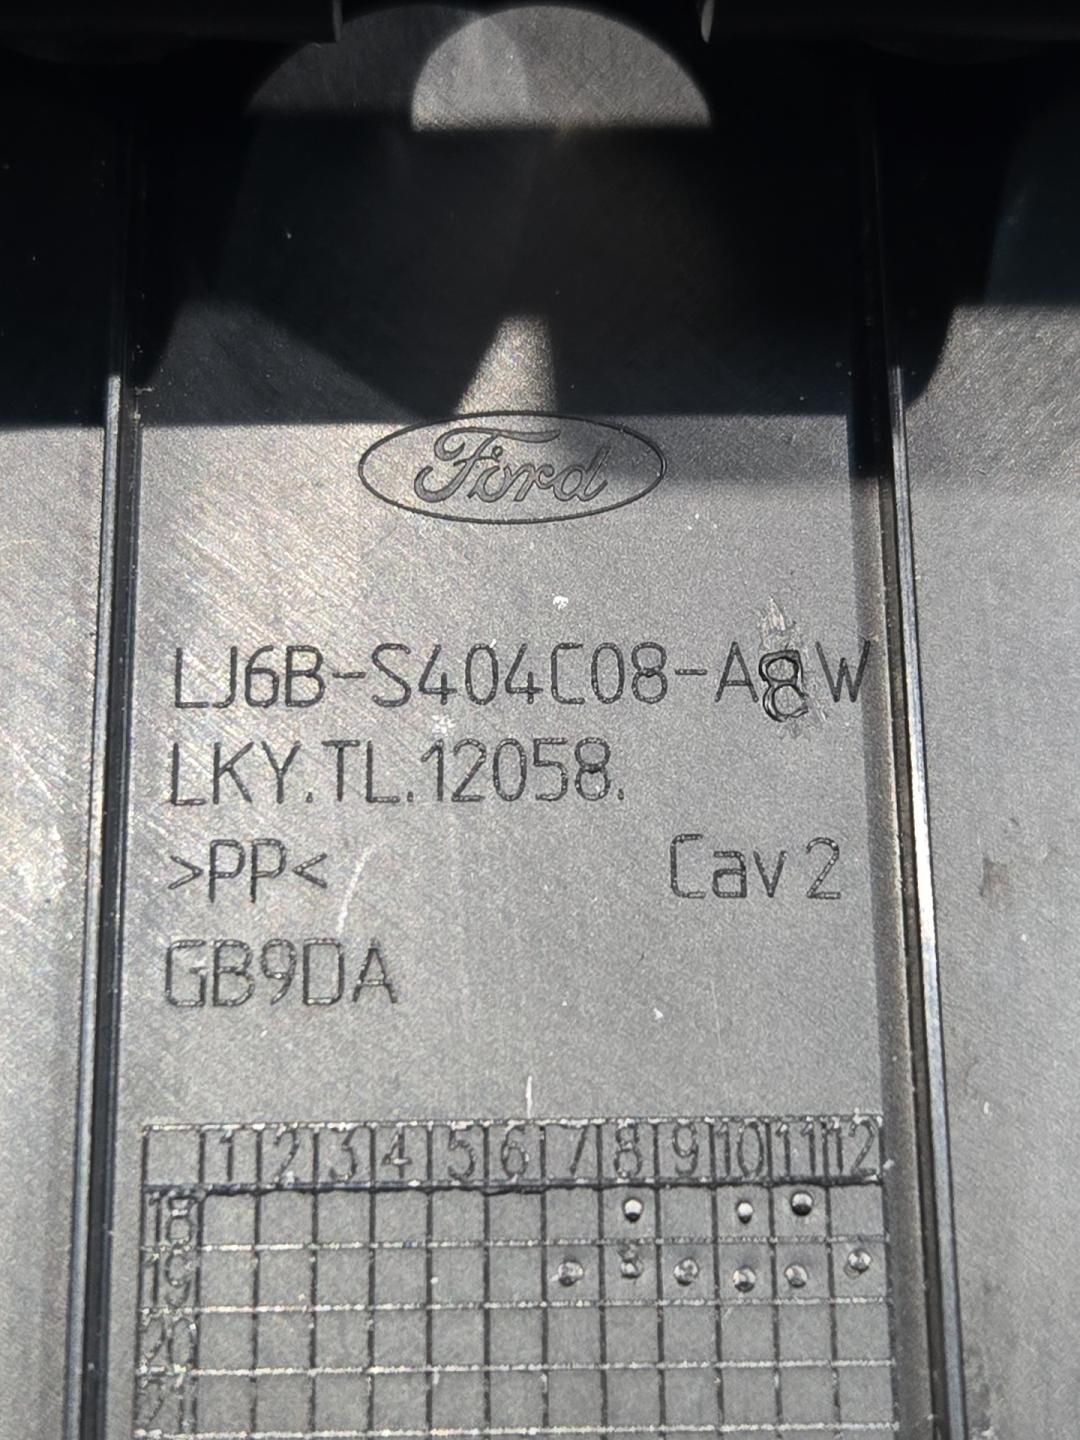 Ford
LJ6B-S404C08-A8W
LKY.TL.12058.
>PP<
Cav 2
GB9DA
1 2 3 4 5 6 7 8 9 10 11 12
18
19
20
21